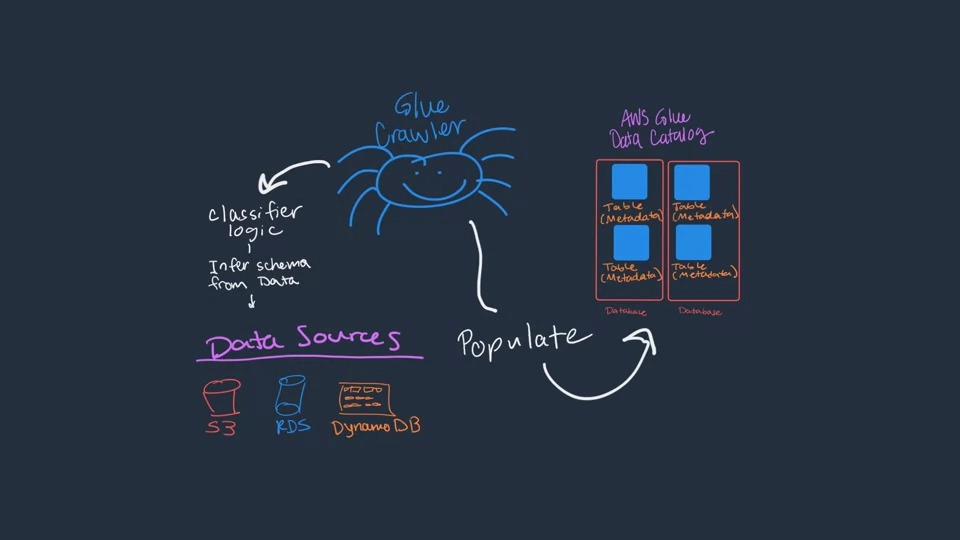 Glue
Crawler
AWS Glue
Data Catalog
Table
(Metadata)
Table
(Metadata)
Table
(Metadata)
Table
(Metadata)
Database
Database
Classifier
logic
Infer schema
from Data
Data Sources
S3
RDS
DynamoDB
Populate